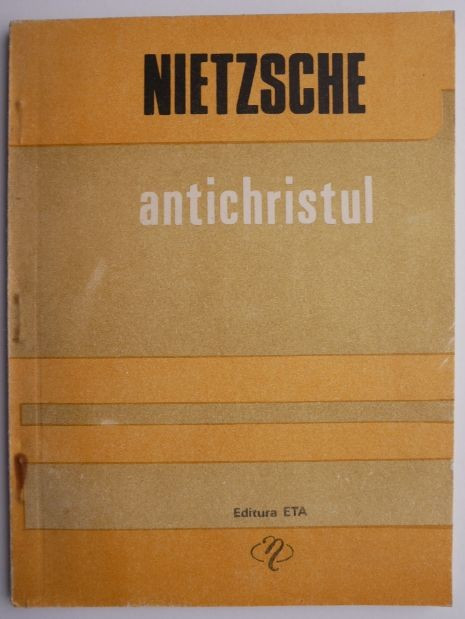 NIETZSCHE
antichristul
Editura ETA
η